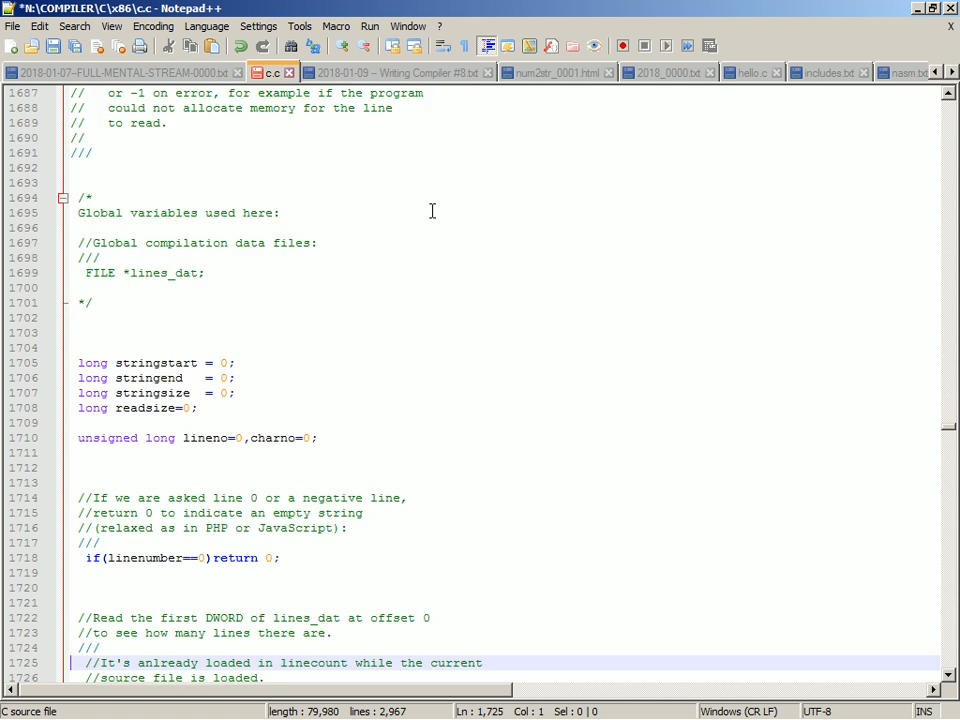 *N:\COMPILER\C\x86\c.c - Notepad++
File Edit Search View Encoding Language Settings Tools Macro Run Window ? X
2018-01-07-FULL-MENTAL-STREAM-0000.txt c.c 2018-01-09 – Writing Compiler #8.txt num2str_0001.html 2018_0000.txt hello.c includes.txt nasm.tx
1687 // or -1 on error, for example if the program
1688 // could not allocate memory for the line
1689 // to read.
1690 //
1691 ///
1692
1693
1694 /*
1695 Global variables used here:
1696
1697 //Global compilation data files:
1698 ///
1699 FILE *lines_dat;
1700
1701 */
1702
1703
1704
1705 long stringstart = 0;
1706 long stringend   = 0;
1707 long stringsize  = 0;
1708 long readsize=0;
1709
1710 unsigned long lineno=0,charno=0;
1711
1712
1713
1714 //If we are asked line 0 or a negative line,
1715 //return 0 to indicate an empty string
1716 //(relaxed as in PHP or JavaScript):
1717 ///
1718 if(linenumber==0)return 0;
1719
1720
1721
1722 //Read the first DWORD of lines_dat at offset 0
1723 //to see how many lines there are.
1724 ///
1725 //It's anlready loaded in linecount while the current
1726 //source file is loaded.
C source file length : 79,980 lines : 2,967 Ln : 1,725 Col : 1 Sel : 0 | 0 Windows (CR LF) UTF-8 INS